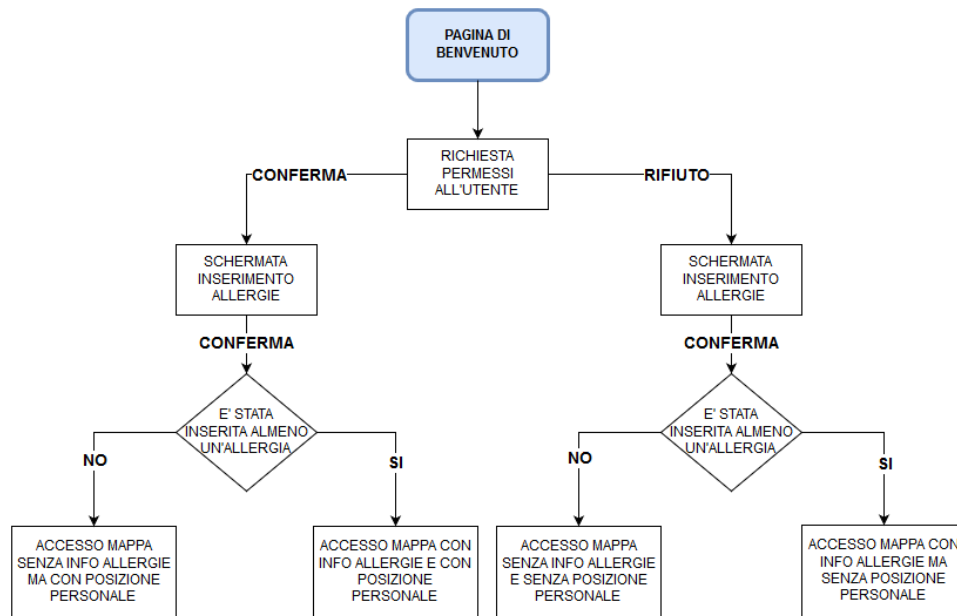 PAGINA DI
BENVENUTO
RICHIESTA
PERMESSI
ALL'UTENTE
CONFERMA
RIFIUTO
SCHERMATA
INSERIMENTO
ALLERGIE
SCHERMATA
INSERIMENTO
ALLERGIE
CONFERMA
CONFERMA
E' STATA
INSERITA ALMENO
UN'ALLERGIA
E' STATA
INSERITA ALMENO
UN'ALLERGIA
NO
SI
NO
SI
ACCESSO MAPPA
SENZA INFO ALLERGIE
MA CON POSIZIONE
PERSONALE
ACCESSO MAPPA CON
INFO ALLERGIE E CON
POSIZIONE
PERSONALE
ACCESSO MAPPA
SENZA INFO ALLERGIE
E SENZA POSIZIONE
PERSONALE
ACCESSO MAPPA CON
INFO ALLERGIE MA
SENZA POSIZIONE
PERSONALE